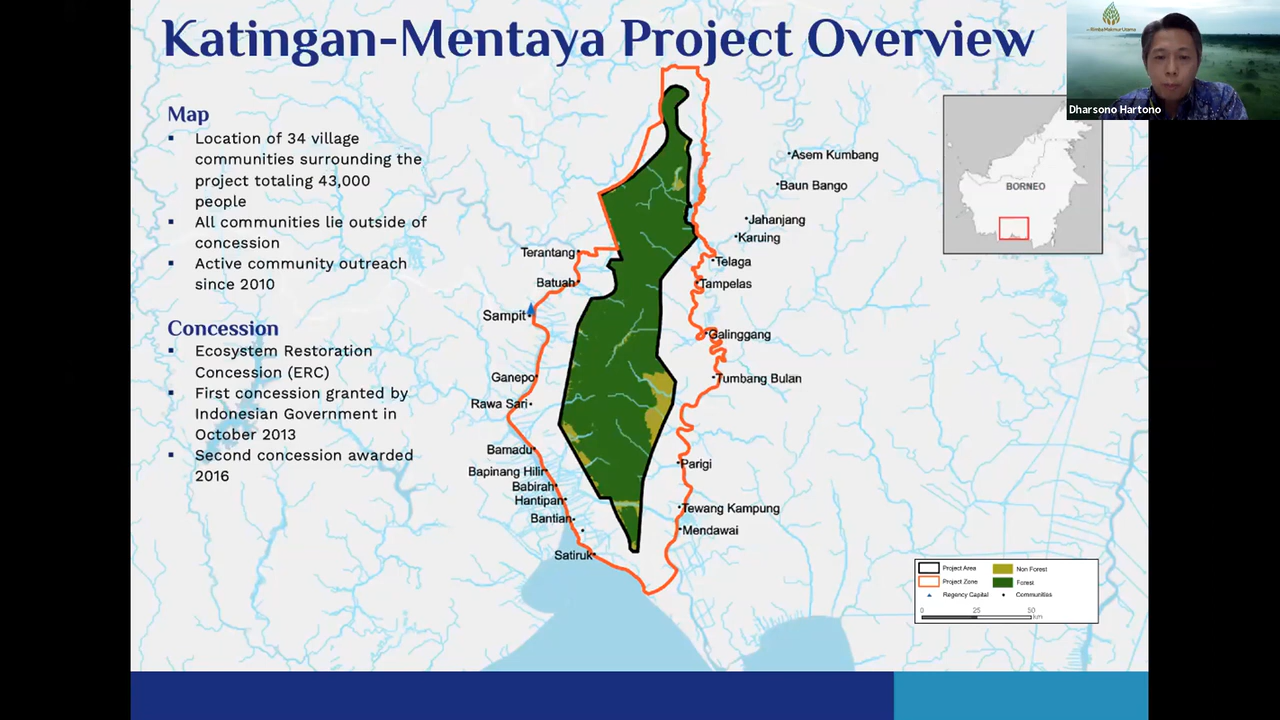 Katingan-Mentaya Project Overview
Rimba Makmur Utama
Dharsono Hartono
Map
▪ Location of 34 village
communities surrounding the
project totaling 43,000
people
▪ All communities lie outside of
concession
▪ Active community outreach
since 2010
Concession
▪ Ecosystem Restoration
Concession (ERC)
▪ First concession granted by
Indonesian Government in
October 2013
▪ Second concession awarded
2016
Terantang
Batuah
Sampit
Ganepo
Rawa Sari
Bamadu
Bapinang Hilir
Babirah
Hantipan
Bantian
Satiruk
Asem Kumbang
Baun Bango
Jahanjang
Karuing
Telaga
Tampelas
Galinggang
Tumbang Bulan
Parigi
Tewang Kampung
Mendawai
BORNEO
Project Area
Non Forest
Project Zone
Forest
Regency Capital
Communities
0 25 50
km